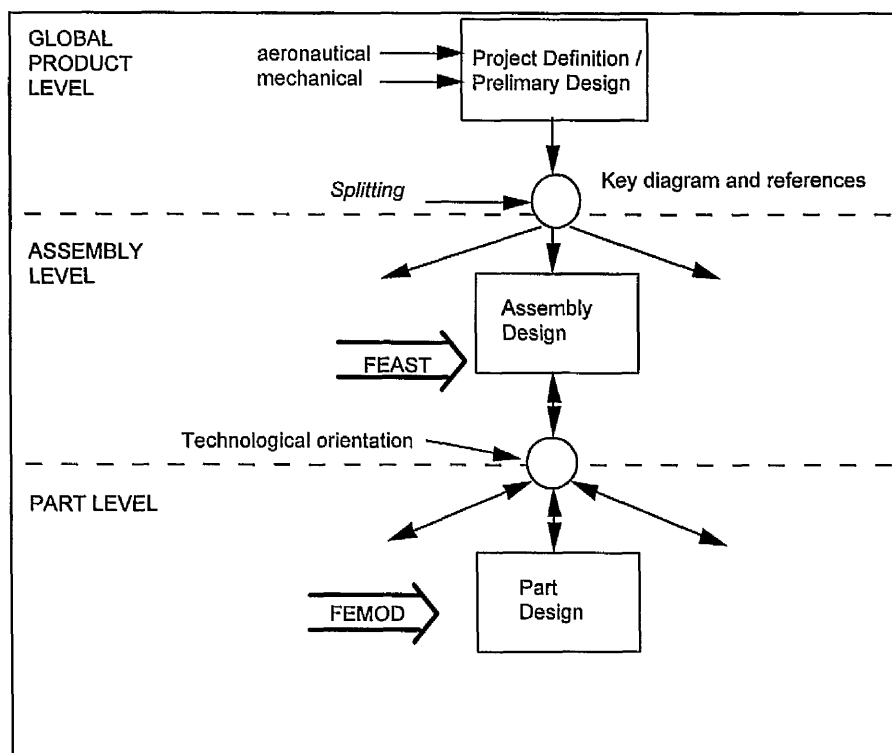 GLOBAL
PRODUCT
LEVEL
aeronautical
mechanical
Project Definition /
Prelimary Design
Splitting
Key diagram and references
ASSEMBLY
LEVEL
Assembly
Design
FEAST
Technological orientation
PART LEVEL
Part
Design
FEMOD